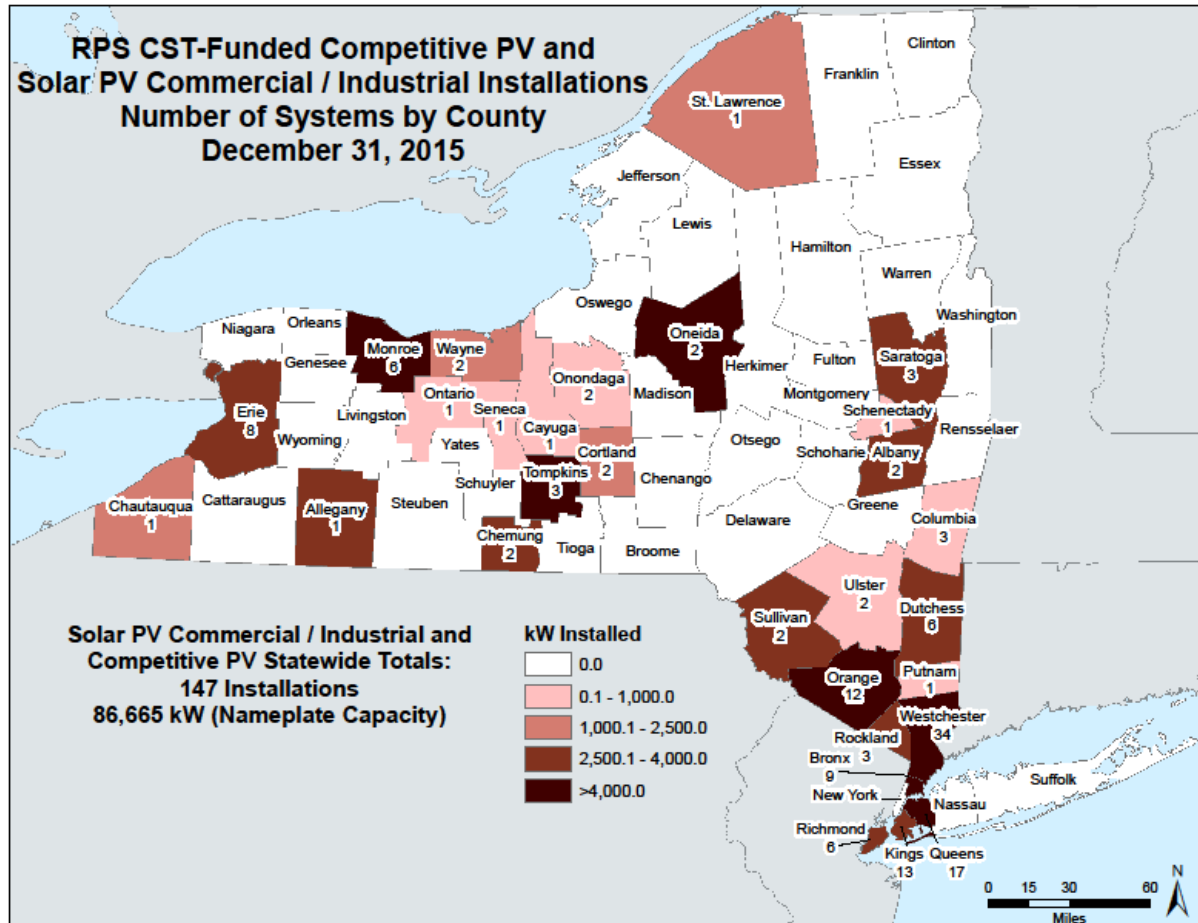 RPS CST-Funded Competitive PV and
Solar PV Commercial / Industrial Installations
Number of Systems by County
December 31, 2015
Clinton
Franklin
St. Lawrence
1
Essex
Jefferson
Lewis
Hamilton
Warren
Washington
Oswego
Oneida
2
Herkimer
Fulton
Saratoga
3
Niagara
Orleans
Monroe
6
Wayne
2
Genesee
Onondaga
2
Madison
Montgomery
Schenectady
1
Rensselaer
Ontario
1
Seneca
1
Cayuga
1
Livingston
Erie
8
Wyoming
Yates
Cortland
2
Otsego
Schoharie
Albany
2
Tompkins
3
Chenango
Schuyler
Steuben
Cattaraugus
Allegany
1
Chautauqua
1
Chemung
2
Tioga
Broome
Delaware
Greene
Columbia
3
Ulster
2
Dutchess
6
Sullivan
2
Orange
12
Putnam
1
Westchester
34
Rockland
3
Bronx
9
New York
Nassau
Suffolk
Richmond
6
Kings
13
Queens
17
Solar PV Commercial / Industrial and
Competitive PV Statewide Totals:
147 Installations
86,665 kW (Nameplate Capacity)
kW Installed
0.0
0.1 - 1,000.0
1,000.1 - 2,500.0
2,500.1 - 4,000.0
>4,000.0
N
0 15 30 60
Miles